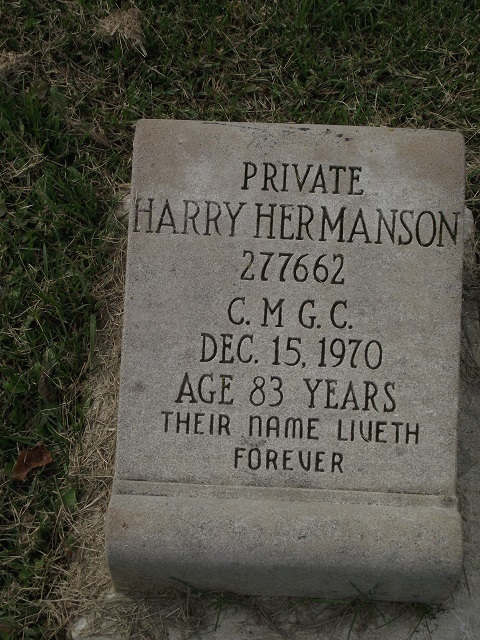 PRIVATE
HARRY HERMANSON
277662
C. M G. C.
DEC. 15, 1970
AGE 83 YEARS
THEIR NAME LIVETH
FOREVER